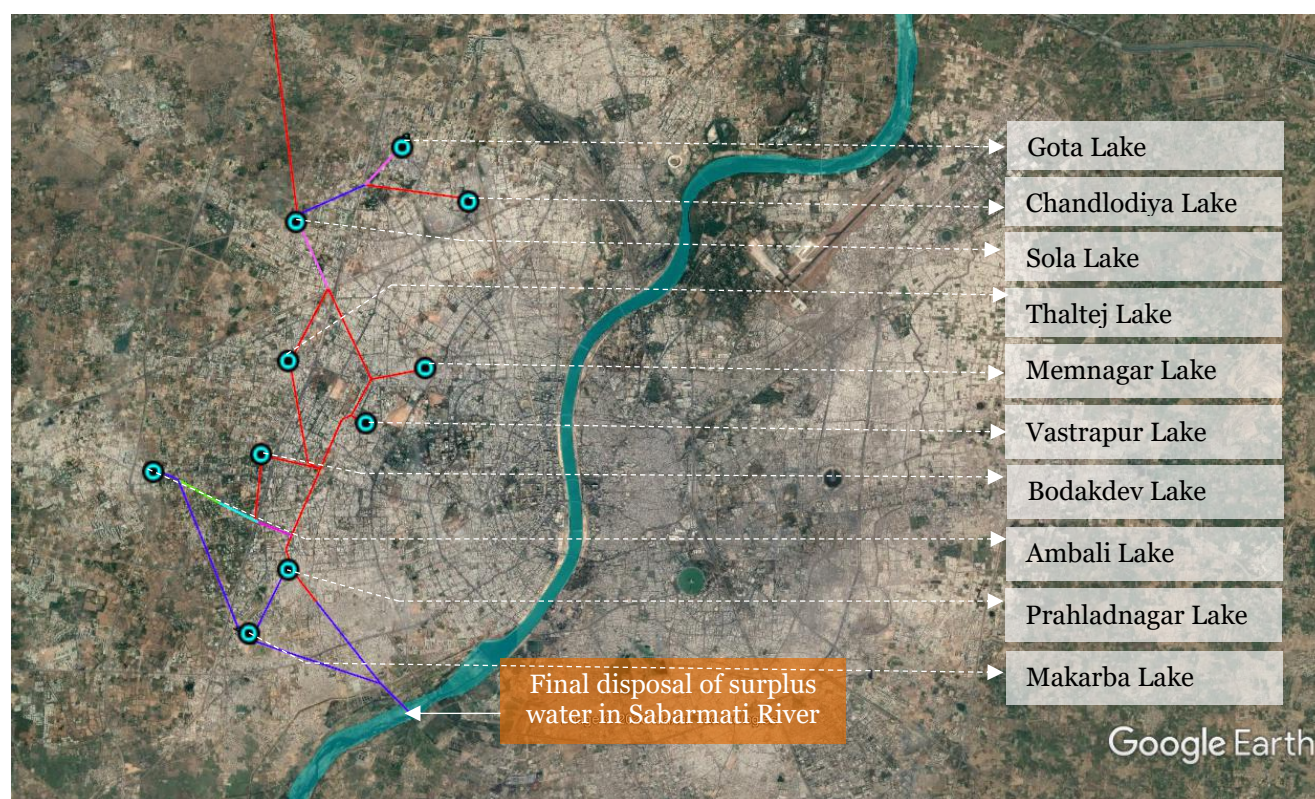 Gota Lake
Chandlodiya Lake
Sola Lake
Thaltej Lake
Memnagar Lake
Vastrapur Lake
Bodakdev Lake
Ambali Lake
Prahladnagar Lake
Makarba Lake
Final disposal of surplus
water in Sabarmati River
Google Earth